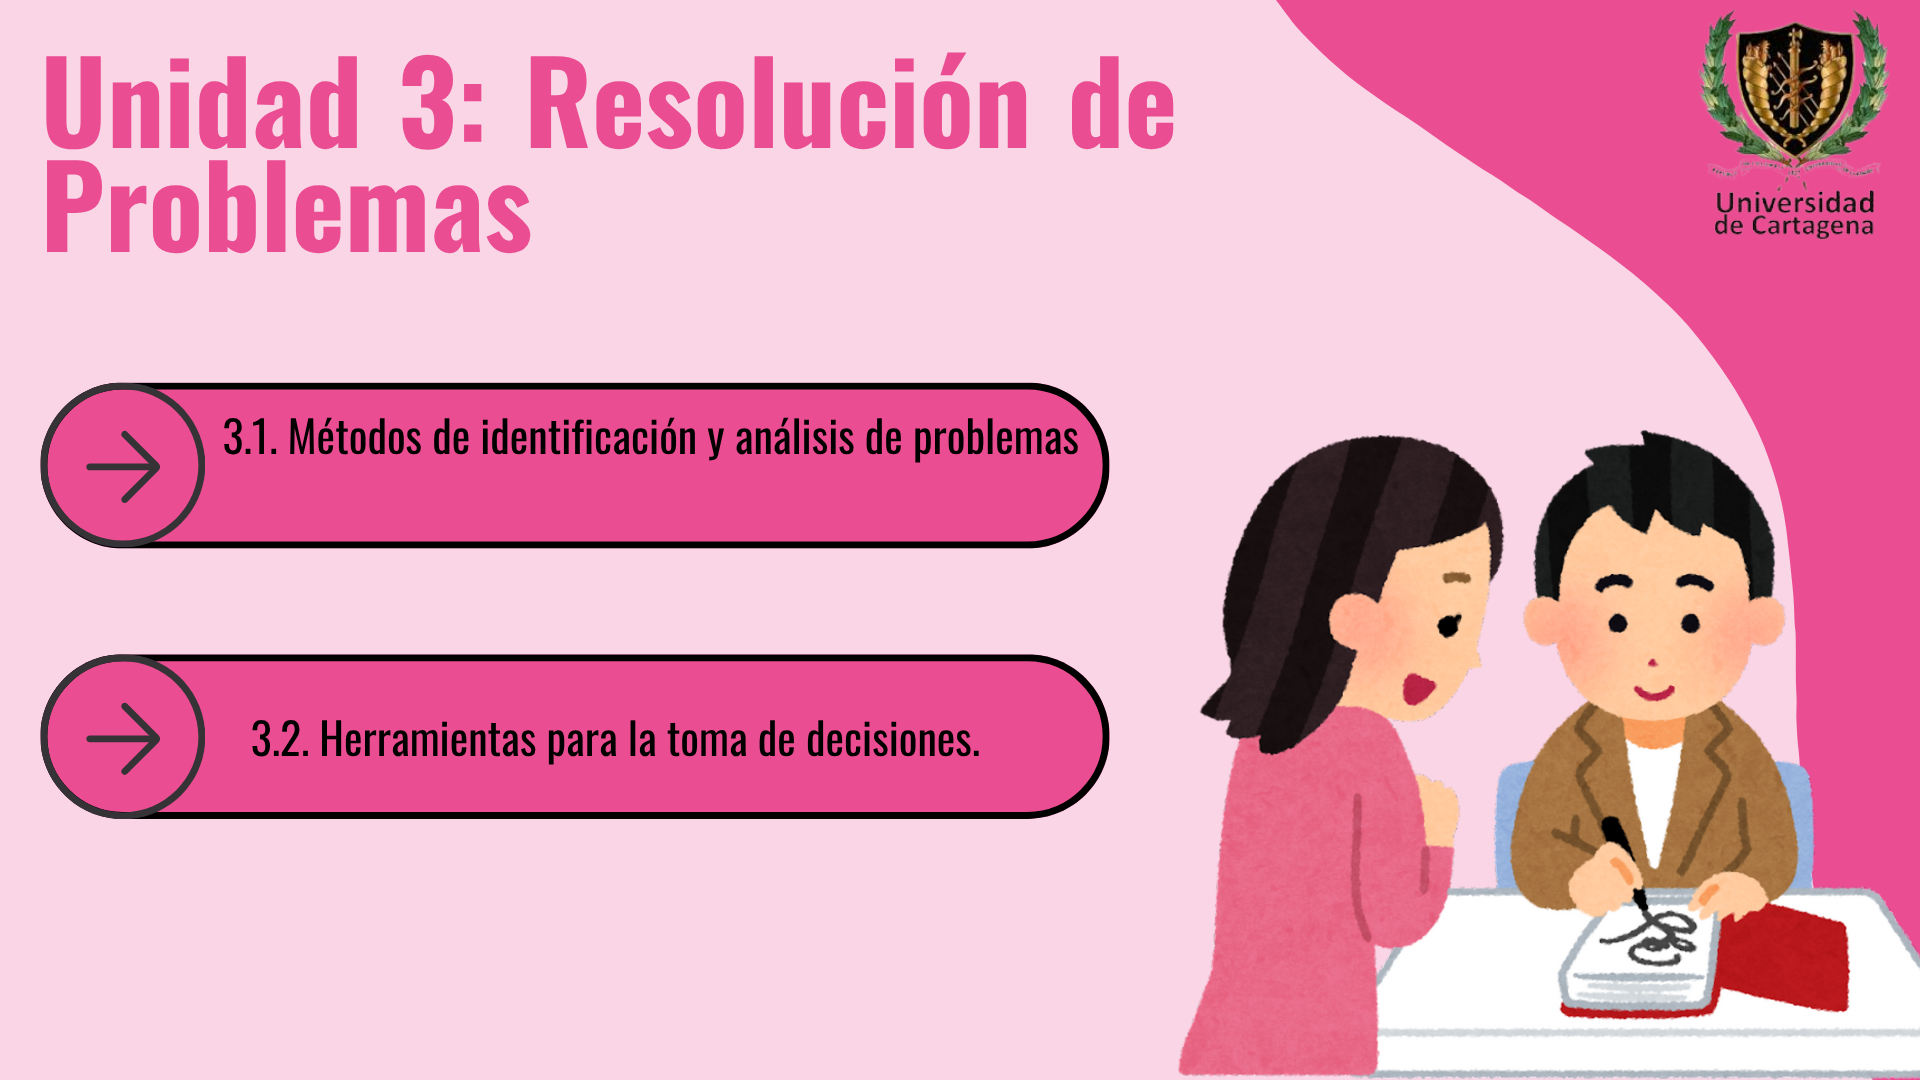 Unidad 3: Resolución de
Problemas
Universidad
de Cartagena
3.1. Métodos de identificación y análisis de problemas
3.2. Herramientas para la toma de decisiones.